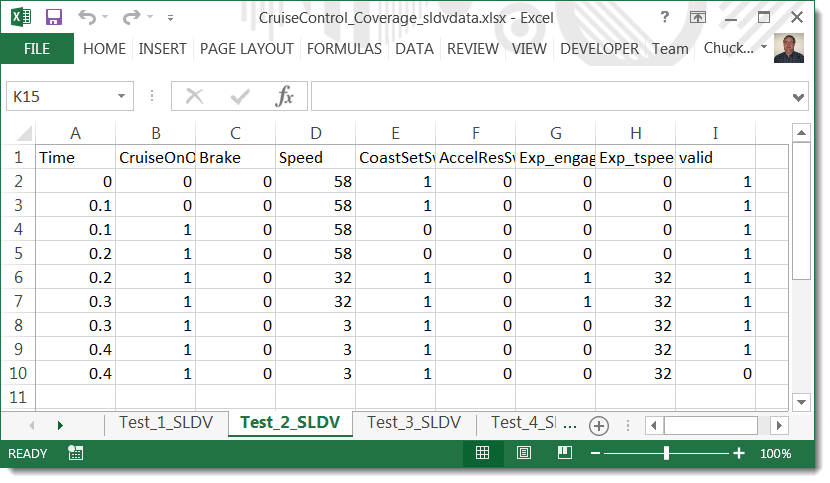 CruiseControl_Coverage_sldvdata.xlsx - Excel
?
FILE HOME INSERT PAGE LAYOUT FORMULAS DATA REVIEW VIEW DEVELOPER Team Chuck...
K15 fx
A B C D E F G H I
1 Time CruiseOnO Brake Speed CoastSetSw AccelResSw Exp_engag Exp_tspee valid
2 0 0 0 58 1 0 0 0 1
3 0.1 0 0 58 1 0 0 0 1
4 0.1 1 0 58 0 0 0 0 1
5 0.2 1 0 58 0 0 0 0 1
6 0.2 1 0 32 1 0 1 32 1
7 0.3 1 0 32 1 0 1 32 1
8 0.3 1 0 3 1 0 0 32 1
9 0.4 1 0 3 1 0 0 32 1
10 0.4 1 0 3 1 0 0 32 0
11
Test_1_SLDV Test_2_SLDV Test_3_SLDV Test_4_SI ...
READY 100%